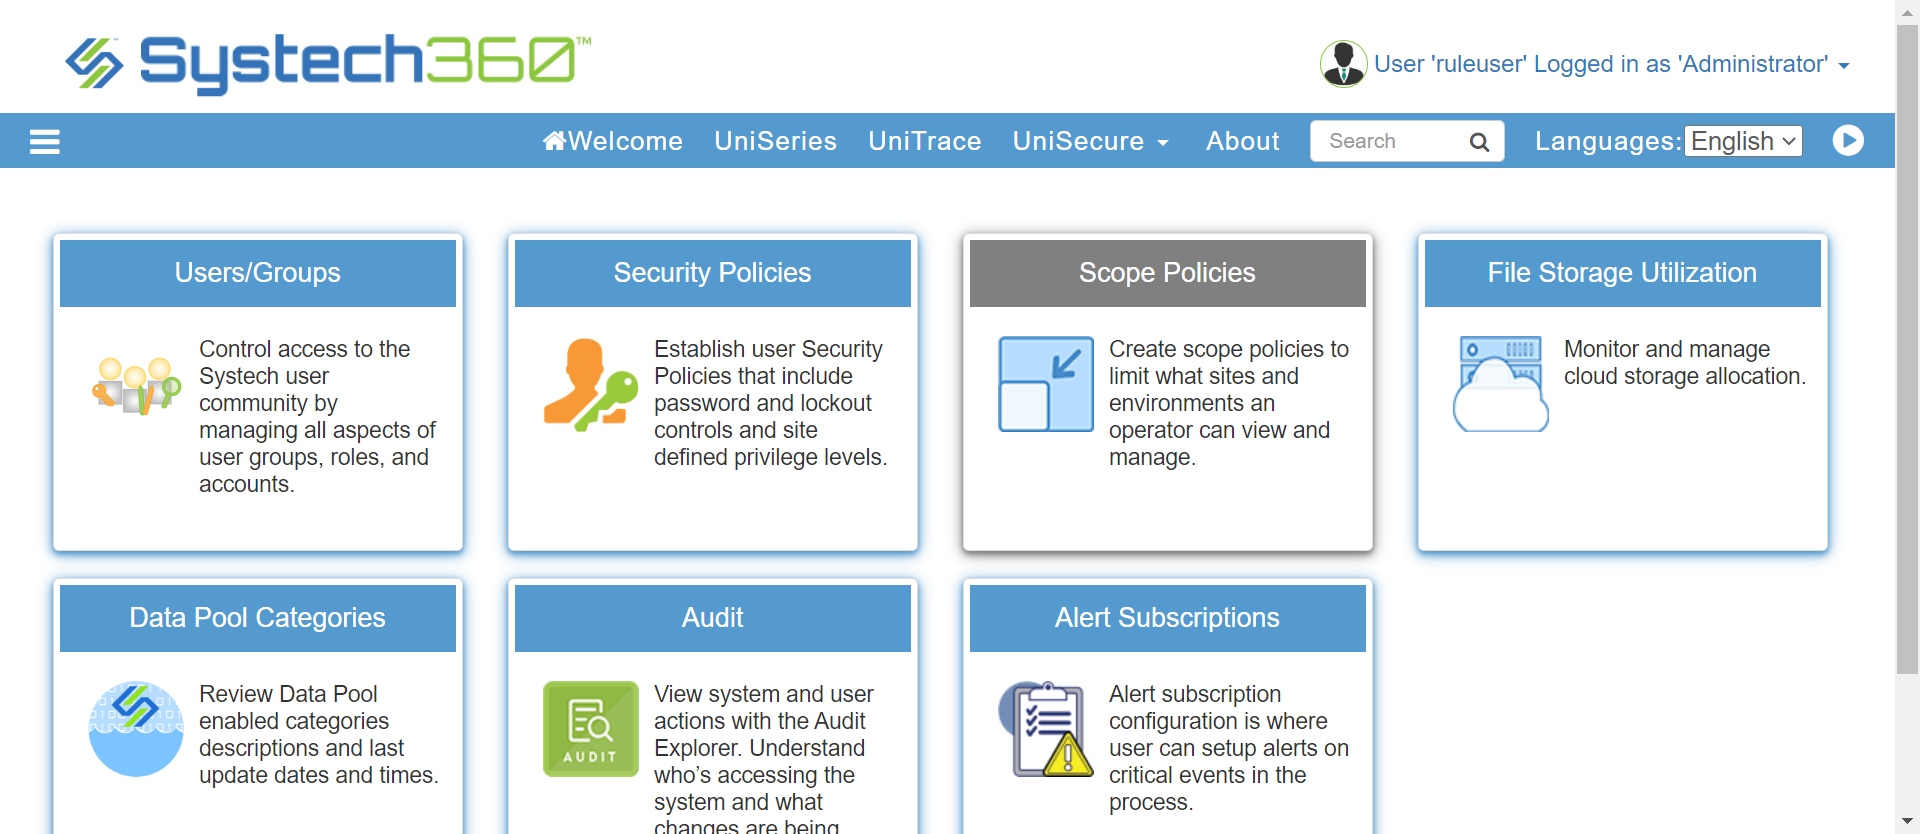 Systech360™
User 'ruleuser' Logged in as 'Administrator'
Welcome UniSeries UniTrace UniSecure About Search Languages: English
Users/Groups
Control access to the
Systech user
community by
managing all aspects of
user groups, roles, and
accounts.
Security Policies
Establish user Security
Policies that include
password and lockout
controls and site
defined privilege levels.
Scope Policies
Create scope policies to
limit what sites and
environments an
operator can view and
manage.
File Storage Utilization
Monitor and manage
cloud storage allocation.
Data Pool Categories
Review Data Pool
enabled categories
descriptions and last
update dates and times.
Audit
AUDIT
View system and user
actions with the Audit
Explorer. Understand
who’s accessing the
system and what
changes are being
Alert Subscriptions
Alert subscription
configuration is where
user can setup alerts on
critical events in the
process.